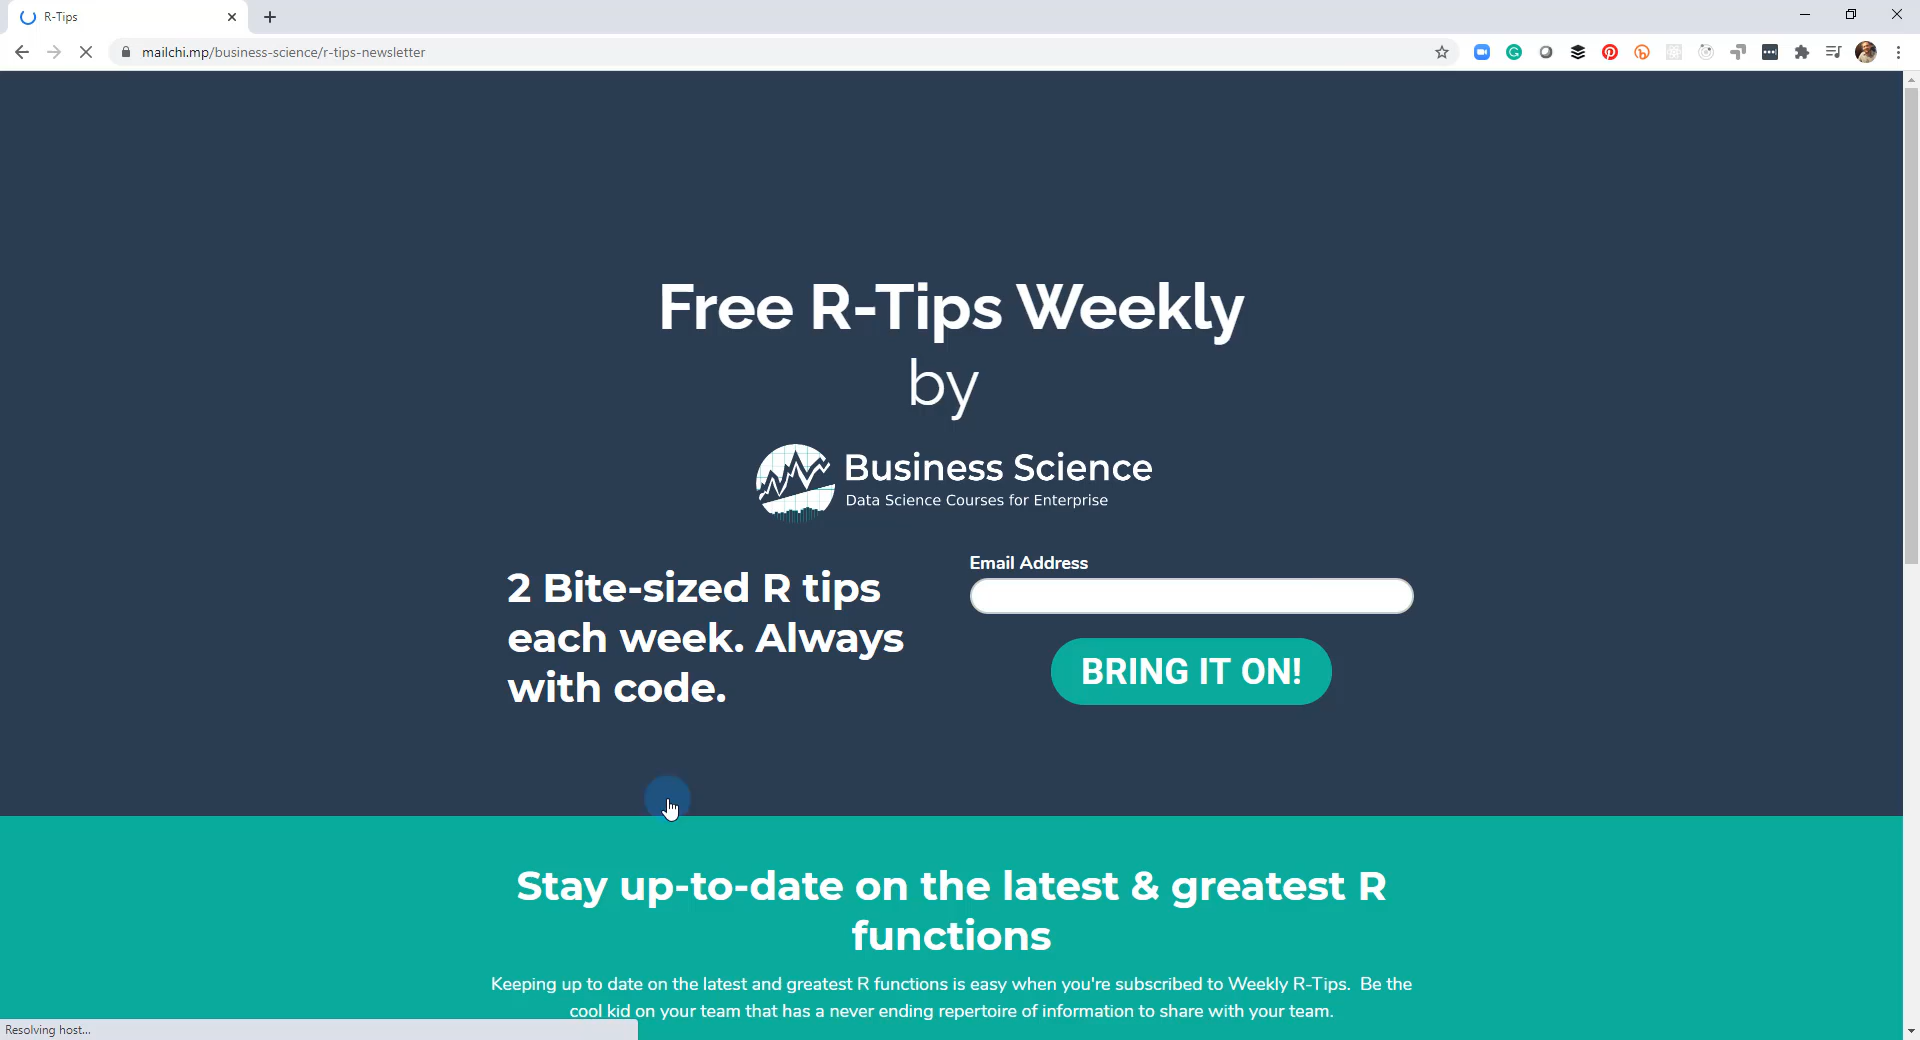 R-Tips
mailchi.mp/business-science/r-tips-newsletter
Free R-Tips Weekly
by
Business Science
Data Science Courses for Enterprise
2 Bite-sized R tips
each week. Always
with code.
Email Address
BRING IT ON!
Stay up-to-date on the latest & greatest R
functions
Keeping up to date on the latest and greatest R functions is easy when you're subscribed to Weekly R-Tips. Be the
cool kid on your team that has a never ending repertoire of information to share with your team.
Resolving host...